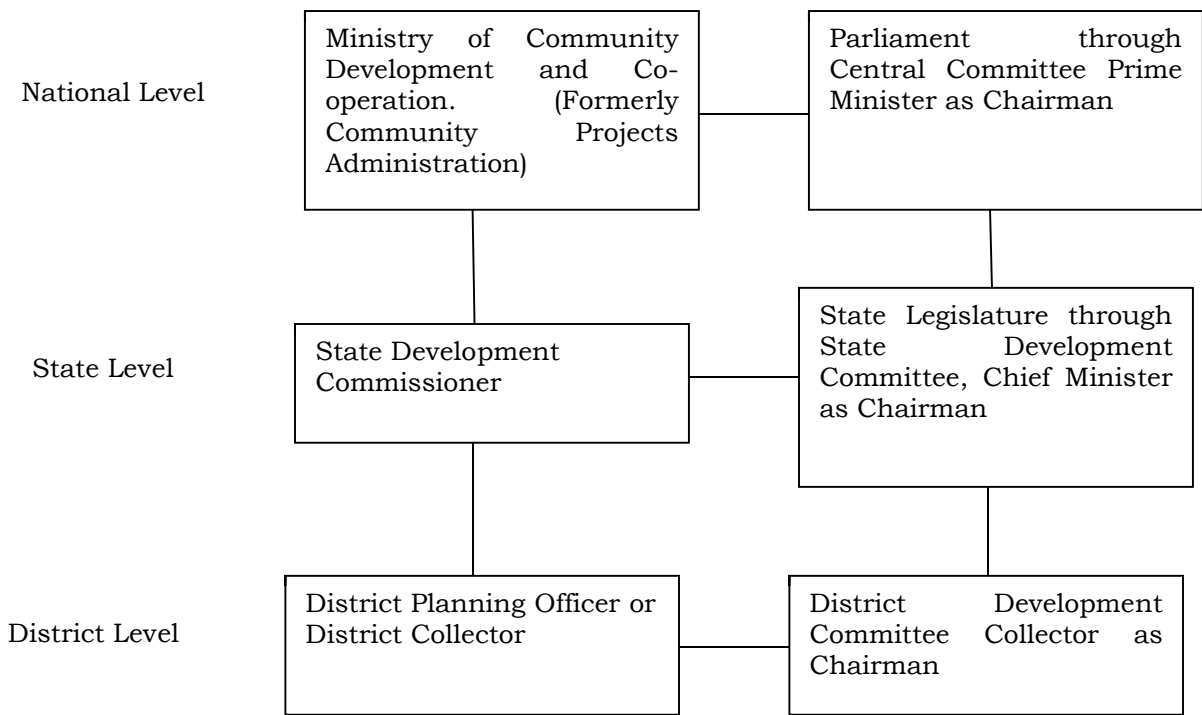 National Level
Ministry of Community
Development and Co-
operation. (Formerly
Community Projects
Administration)
Parliament through
Central Committee Prime
Minister as Chairman
State Level
State Development
Commissioner
State Legislature through
State Development
Committee, Chief Minister
as Chairman
District Level
District Planning Officer or
District Collector
District Development
Committee Collector as
Chairman